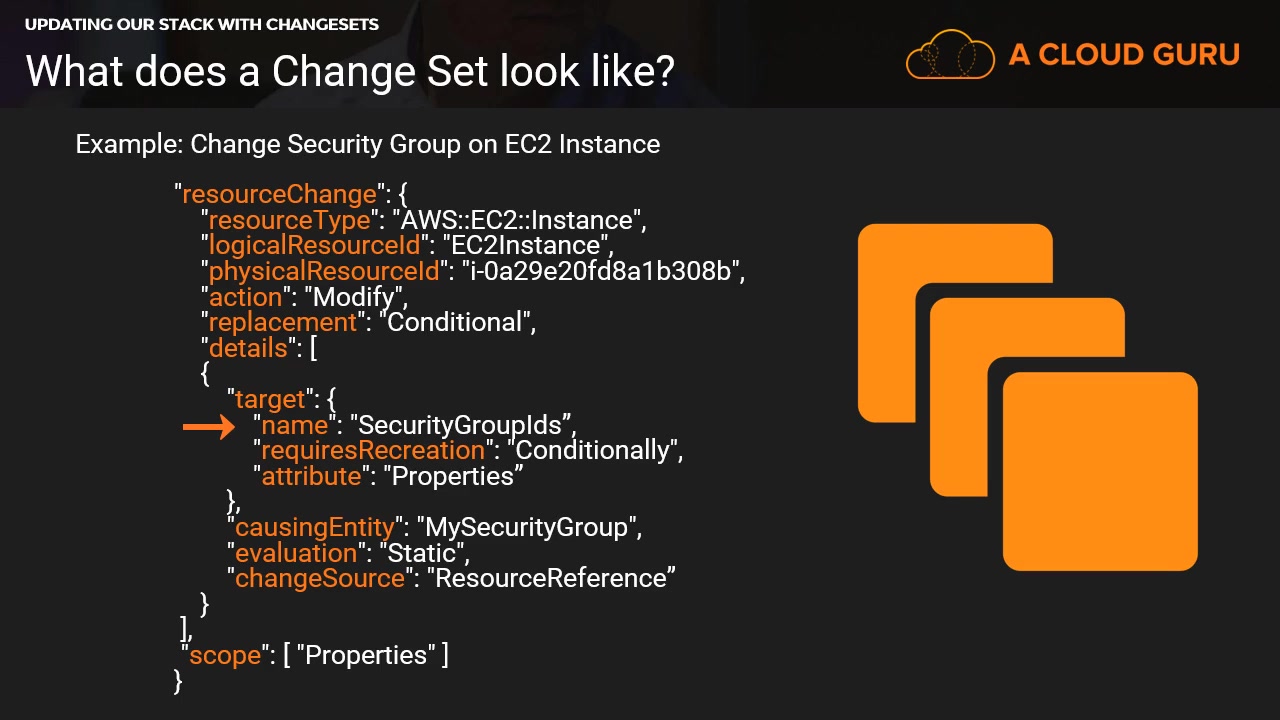 UPDATING OUR STACK WITH CHANGESETS
What does a Change Set look like?
A CLOUD GURU
Example: Change Security Group on EC2 Instance
"resourceChange": {
"resourceType": "AWS::EC2::Instance",
"logicalResourceId": "EC2Instance",
"physicalResourceId": "i-0a29e20fd8a1b308b",
"action": "Modify",
"replacement": "Conditional",
"details": [
{
"target": {
"name": "SecurityGroupIds”,
"requiresRecreation": "Conditionally",
"attribute": "Properties”
},
"causingEntity": "MySecurityGroup",
"evaluation": "Static",
"changeSource": "ResourceReference”
}
],
"scope": [ "Properties" ]
}